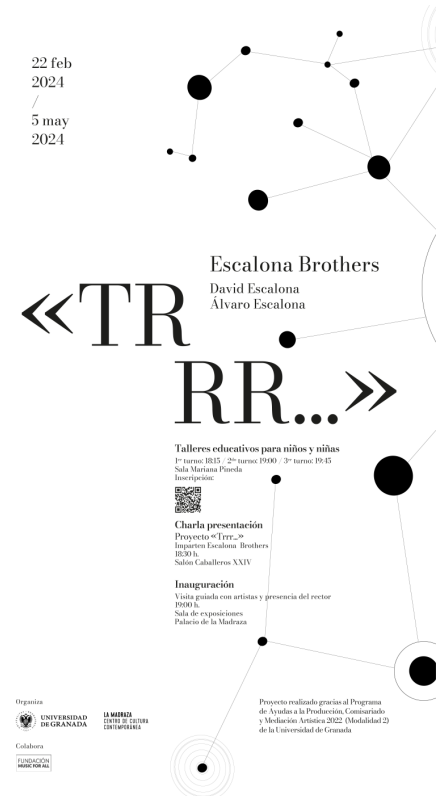 22 feb
2024
/
5 may
2024
Escalona Brothers
David Escalona
Álvaro Escalona
«TR
RR...»
Talleres educativos para niños y niñas
1er turno: 18:15 / 2do turno: 19:00 / 3er turno: 19:45
Sala Mariana Pineda
Inscripción:
Charla presentación
Proyecto «Trrr...»
Imparten Escalona Brothers
18:30 h.
Salón Caballeros XXIV
Inauguración
Visita guiada con artistas y presencia del rector
19:00 h.
Sala de exposiciones
Palacio de la Madraza
Organiza
UNIVERSIDAD
DE GRANADA
LA MADRAZA
CENTRO DE CULTURA
CONTEMPORÁNEA
Colabora
FUNDACIÓN
MUSIC FOR ALL
Proyecto realizado gracias al Programa
de Ayudas a la Producción, Comisariado
y Mediación Artística 2022 (Modalidad 2)
de la Universidad de Granada